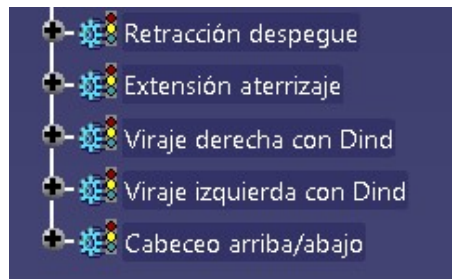 Retracción despegue
Extensión aterrizaje
Viraje derecha con Dind
Viraje izquierda con Dind
Cabeceo arriba/abajo